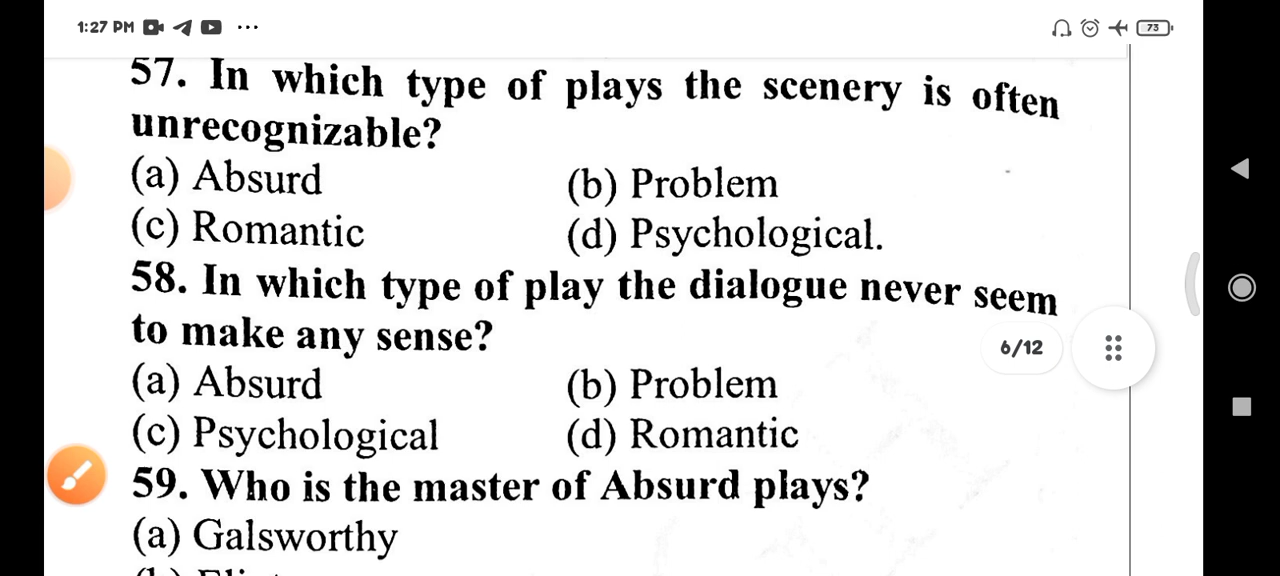 1:27 PM ...
73
57. In which type of plays the scenery is often
unrecognizable?
(a) Absurd (b) Problem
(c) Romantic (d) Psychological.
58. In which type of play the dialogue never seem
to make any sense?
6/12
(a) Absurd (b) Problem
(c) Psychological (d) Romantic
59. Who is the master of Absurd plays?
(a) Galsworthy